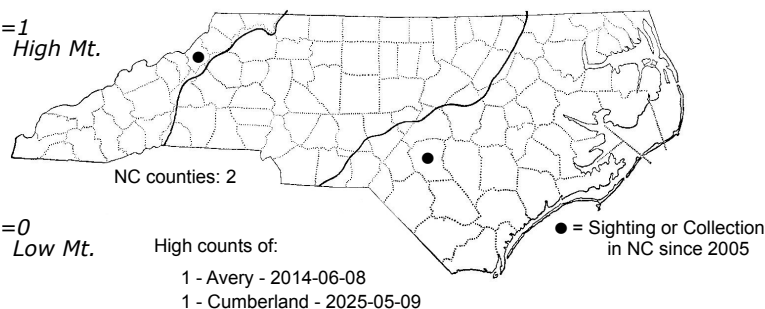 =1
High Mt.
NC counties: 2
=0
Low Mt.
High counts of:
1 - Avery - 2014-06-08
1 - Cumberland - 2025-05-09
● = Sighting or Collection
in NC since 2005